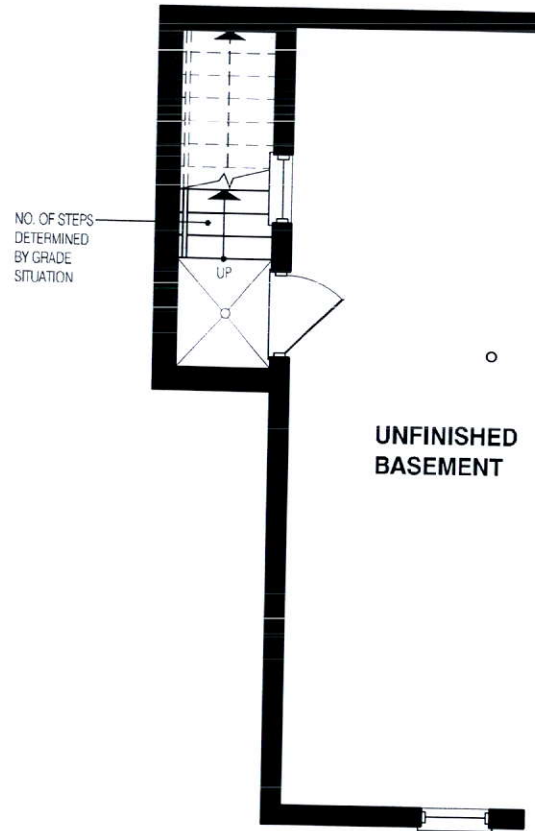 NO. OF STEPS
DETERMINED
BY GRADE
SITUATION
UP
UNFINISHED
BASEMENT